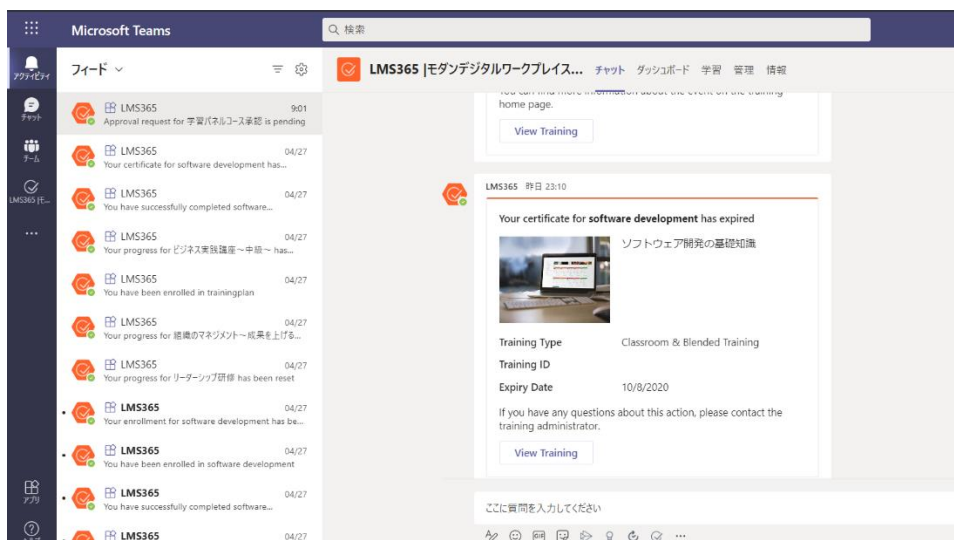 Microsoft Teams
検索
アクティビティ
チャット
チーム
LMS365 |モ...
アプリ
フィード
LMS365 9:01
Approval request for 学習パネルコース承認 is pending
LMS365 04/27
Your certificate for software development has...
LMS365 04/27
You have successfully completed software...
LMS365 04/27
Your progress for ビジネス実践講座～中級～ has...
LMS365 04/27
You have been enrolled in trainingplan
LMS365 04/27
Your progress for 組織のマネジメント～成果を上げる...
LMS365 04/27
Your progress for リーダーシップ研修 has been reset
LMS365 04/27
Your enrollment for software development has be...
LMS365 04/27
You have been enrolled in software development
LMS365 04/27
You have successfully completed software...
LMS365 04/27
LMS365 |モダンデジタルワークプレイス... チャット ダッシュボード 学習 管理 情報
You can find more information about the event on the training
home page.
View Training
LMS365 昨日 23:10
Your certificate for software development has expired
ソフトウェア開発の基礎知識
Training Type Classroom & Blended Training
Training ID
Expiry Date 10/8/2020
If you have any questions about this action, please contact the
training administrator.
View Training
ここに質問を入力してください
GIF